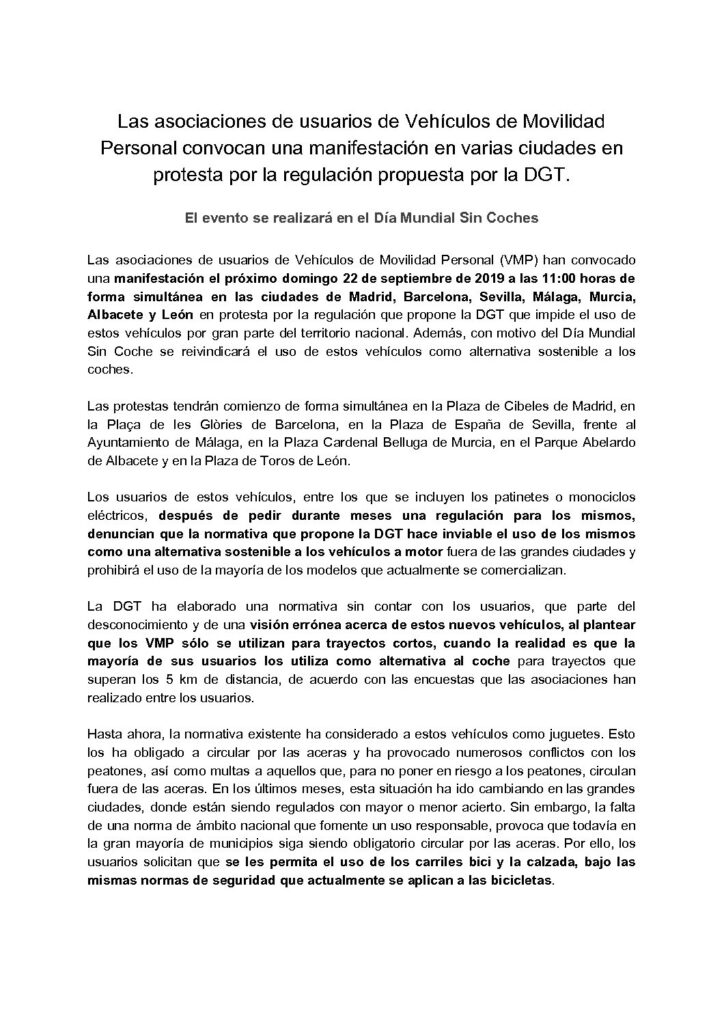 Las asociaciones de usuarios de Vehículos de Movilidad
Personal convocan una manifestación en varias ciudades en
protesta por la regulación propuesta por la DGT.
El evento se realizará en el Día Mundial Sin Coches
Las asociaciones de usuarios de Vehículos de Movilidad Personal (VMP) han convocado
una manifestación el próximo domingo 22 de septiembre de 2019 a las 11:00 horas de
forma simultánea en las ciudades de Madrid, Barcelona, Sevilla, Málaga, Murcia,
Albacete y León en protesta por la regulación que propone la DGT que impide el uso de
estos vehículos por gran parte del territorio nacional. Además, con motivo del Día Mundial
Sin Coche se reivindicará el uso de estos vehículos como alternativa sostenible a los
coches.
Las protestas tendrán comienzo de forma simultánea en la Plaza de Cibeles de Madrid, en
la Plaça de les Glòries de Barcelona, en la Plaza de España de Sevilla, frente al
Ayuntamiento de Málaga, en la Plaza Cardenal Belluga de Murcia, en el Parque Abelardo
de Albacete y en la Plaza de Toros de León.
Los usuarios de estos vehículos, entre los que se incluyen los patinetes o monociclos
eléctricos, después de pedir durante meses una regulación para los mismos,
denuncian que la normativa que propone la DGT hace inviable el uso de los mismos
como una alternativa sostenible a los vehículos a motor fuera de las grandes ciudades y
prohibirá el uso de la mayoría de los modelos que actualmente se comercializan.
La DGT ha elaborado una normativa sin contar con los usuarios, que parte del
desconocimiento y de una visión errónea acerca de estos nuevos vehículos, al plantear
que los VMP sólo se utilizan para trayectos cortos, cuando la realidad es que la
mayoría de sus usuarios los utiliza como alternativa al coche para trayectos que
superan los 5 km de distancia, de acuerdo con las encuestas que las asociaciones han
realizado entre los usuarios.
Hasta ahora, la normativa existente ha considerado a estos vehículos como juguetes. Esto
los ha obligado a circular por las aceras y ha provocado numerosos conflictos con los
peatones, así como multas a aquellos que, para no poner en riesgo a los peatones, circulan
fuera de las aceras. En los últimos meses, esta situación ha ido cambiando en las grandes
ciudades, donde están siendo regulados con mayor o menor acierto. Sin embargo, la falta
de una norma de ámbito nacional que fomente un uso responsable, provoca que todavía en
la gran mayoría de municipios siga siendo obligatorio circular por las aceras. Por ello, los
usuarios solicitan que se les permita el uso de los carriles bici y la calzada, bajo las
mismas normas de seguridad que actualmente se aplican a las bicicletas.